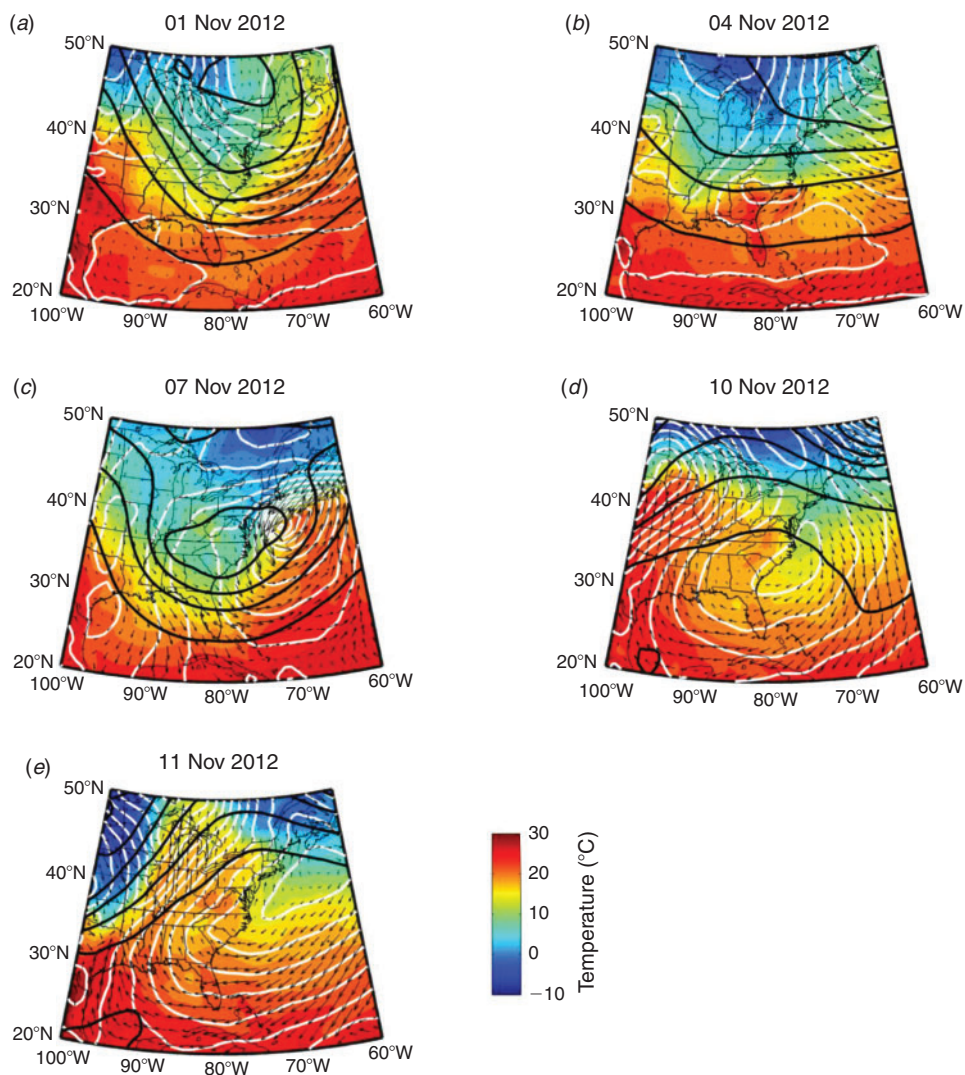 (a) 01 Nov 2012
50°N
40°N
30°N
20°N
100°W 90°W 80°W 70°W 60°W
(b) 04 Nov 2012
50°N
40°N
30°N
20°N
100°W 90°W 80°W 70°W 60°W
(c) 07 Nov 2012
50°N
40°N
30°N
20°N
100°W 90°W 80°W 70°W 60°W
(d) 10 Nov 2012
50°N
40°N
30°N
20°N
100°W 90°W 80°W 70°W 60°W
(e) 11 Nov 2012
50°N
40°N
30°N
20°N
100°W 90°W 80°W 70°W 60°W
30
20
10
0
−10
Temperature (°C)